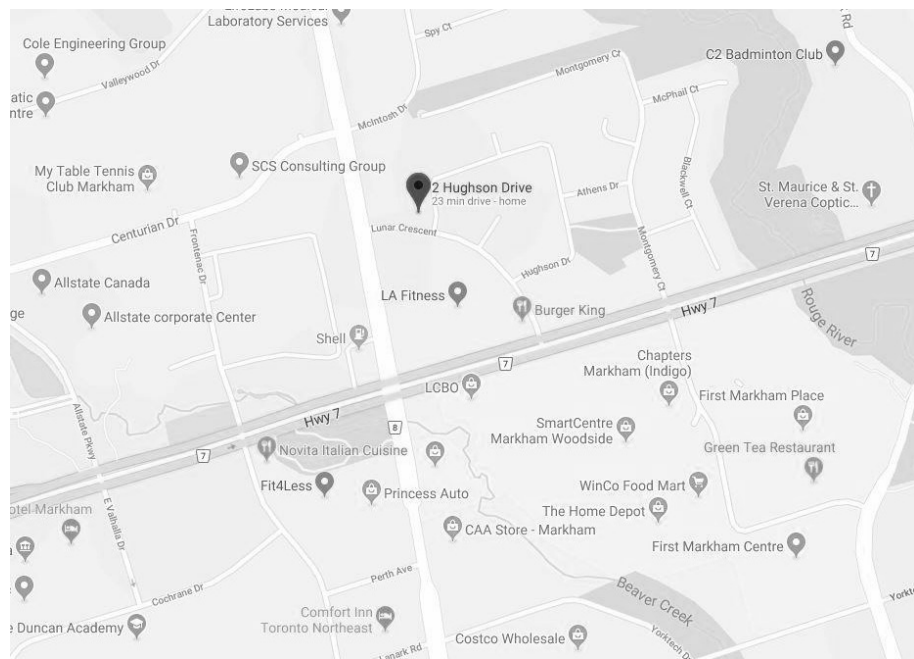 Laboratory Services
Spy Ct
Cole Engineering Group
Valleywood Dr
C2 Badminton Club
Rd
Montgomery Ct
McPhail Ct
atic
ntre
McIntosh Dr
My Table Tennis
Club Markham
SCS Consulting Group
2 Hughson Drive
23 min drive - home
Athens Dr
Blackwell Ct
St. Maurice & St.
Verena Coptic...
Centurian Dr
Frontenac Dr
Lunar Crescent
Hughson Dr
Montgomery Ct
7
Allstate Canada
LA Fitness
Burger King
Hwy 7
Rouge River
ge
Allstate corporate Center
Shell
7
Chapters
Markham (Indigo)
LCBO
First Markham Place
Allstate Pkwy
Hwy 7
8
SmartCentre
Markham Woodside
Green Tea Restaurant
7
Novita Italian Cuisine
Fit4Less
Princess Auto
WinCo Food Mart
The Home Depot
otel Markham
E Valhalla Dr
CAA Store - Markham
First Markham Centre
Perth Ave
Cochrane Dr
Beaver Creek
Yorktech
Comfort Inn
Toronto Northeast
e Duncan Academy
Costco Wholesale
Yorktech Dr
Lanark Rd